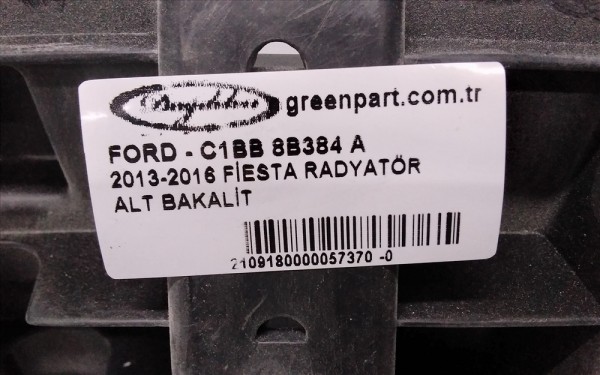 greenpart.com.tr
FORD - C1BB 8B384 A
2013-2016 FİESTA RADYATÖR
ALT BAKALİT
2109180000057370 -0